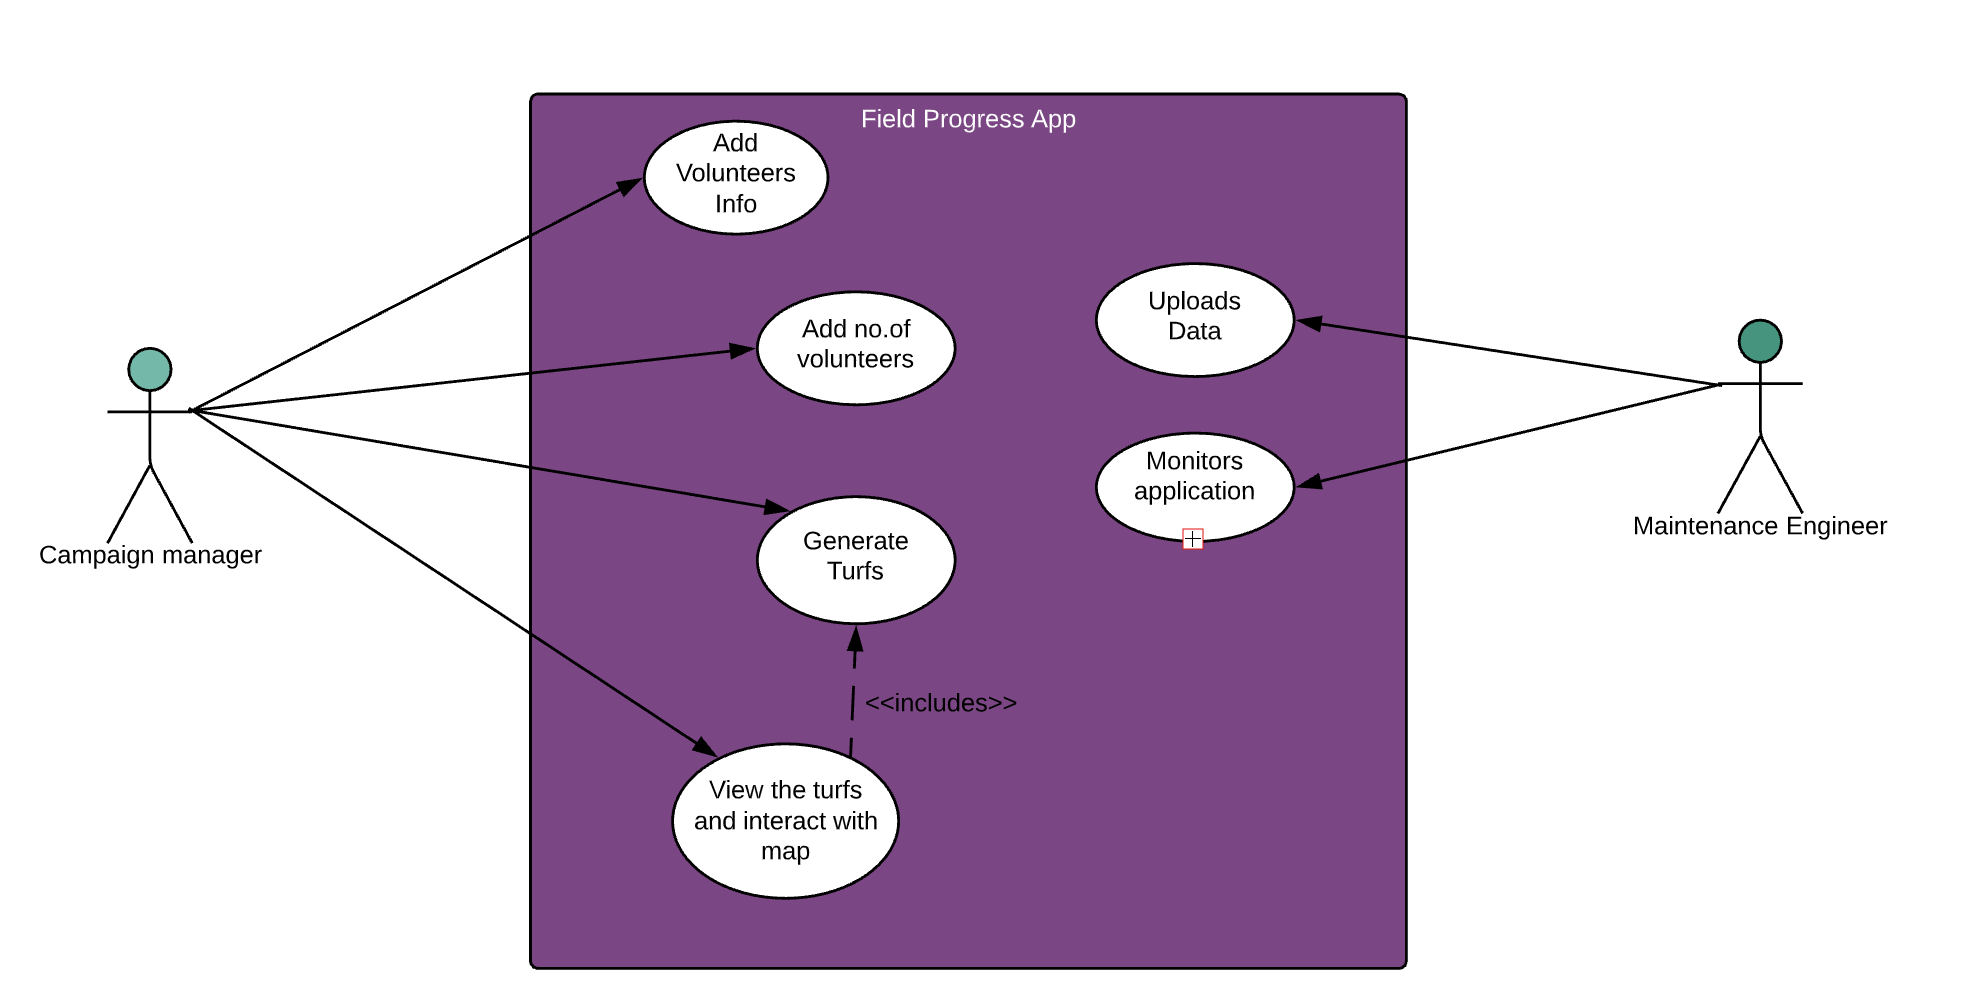 Field Progress App
Add
Volunteers
Info
Add no.of
volunteers
Uploads
Data
Monitors
application
Generate
Turfs
Campaign manager
Maintenance Engineer
<<includes>>
View the turfs
and interact with
map